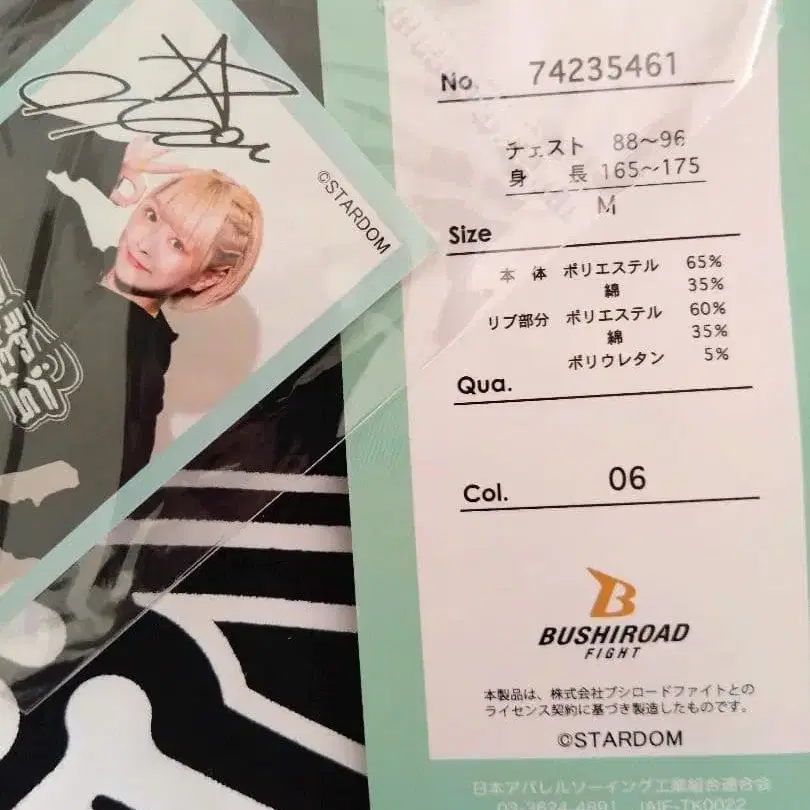 ©STARDOM
No. 74235461
チェスト 88〜96
身 長 165〜175
M
Size
本 体 ポリエステル 65%
綿 35%
リブ部分 ポリエステル 60%
綿 35%
ポリウレタン 5%
Qua.
Col. 06
B
BUSHIROAD
FIGHT
本製品は、株式会社ブシロードファイトとの
ライセンス契約に基づき製造したものです。
©STARDOM
日本アパレルソーイング工業組合連合会